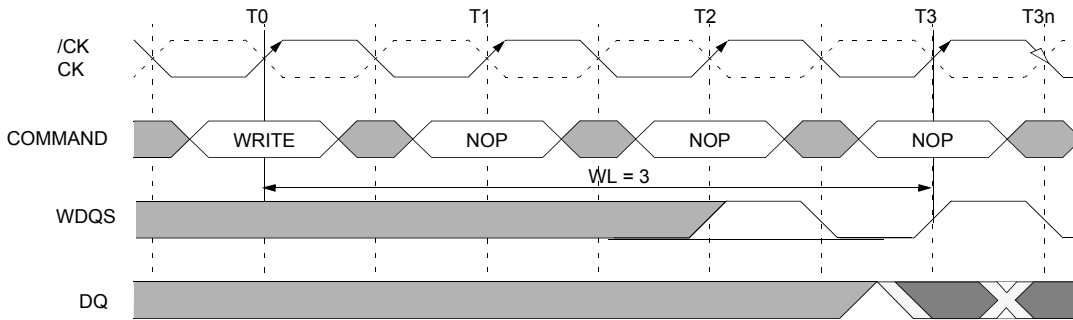 T0 T1 T2 T3 T3n
/CK
CK
COMMAND WRITE NOP NOP NOP
WL = 3
WDQS
DQ